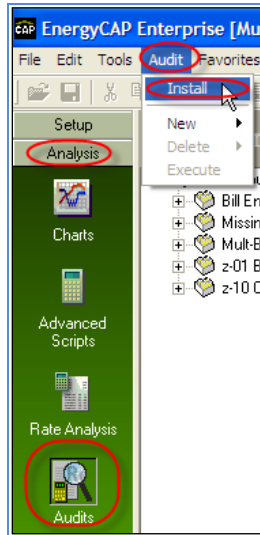 EnergyCAP Enterprise [Mu
File Edit Tools Audit Favorites
Install
Setup
New
Analysis
Delete
Execute
Bill En
Missin
Charts
Mult-B
z-01 B
z-10 C
Advanced
Scripts
Rate Analysis
Audits